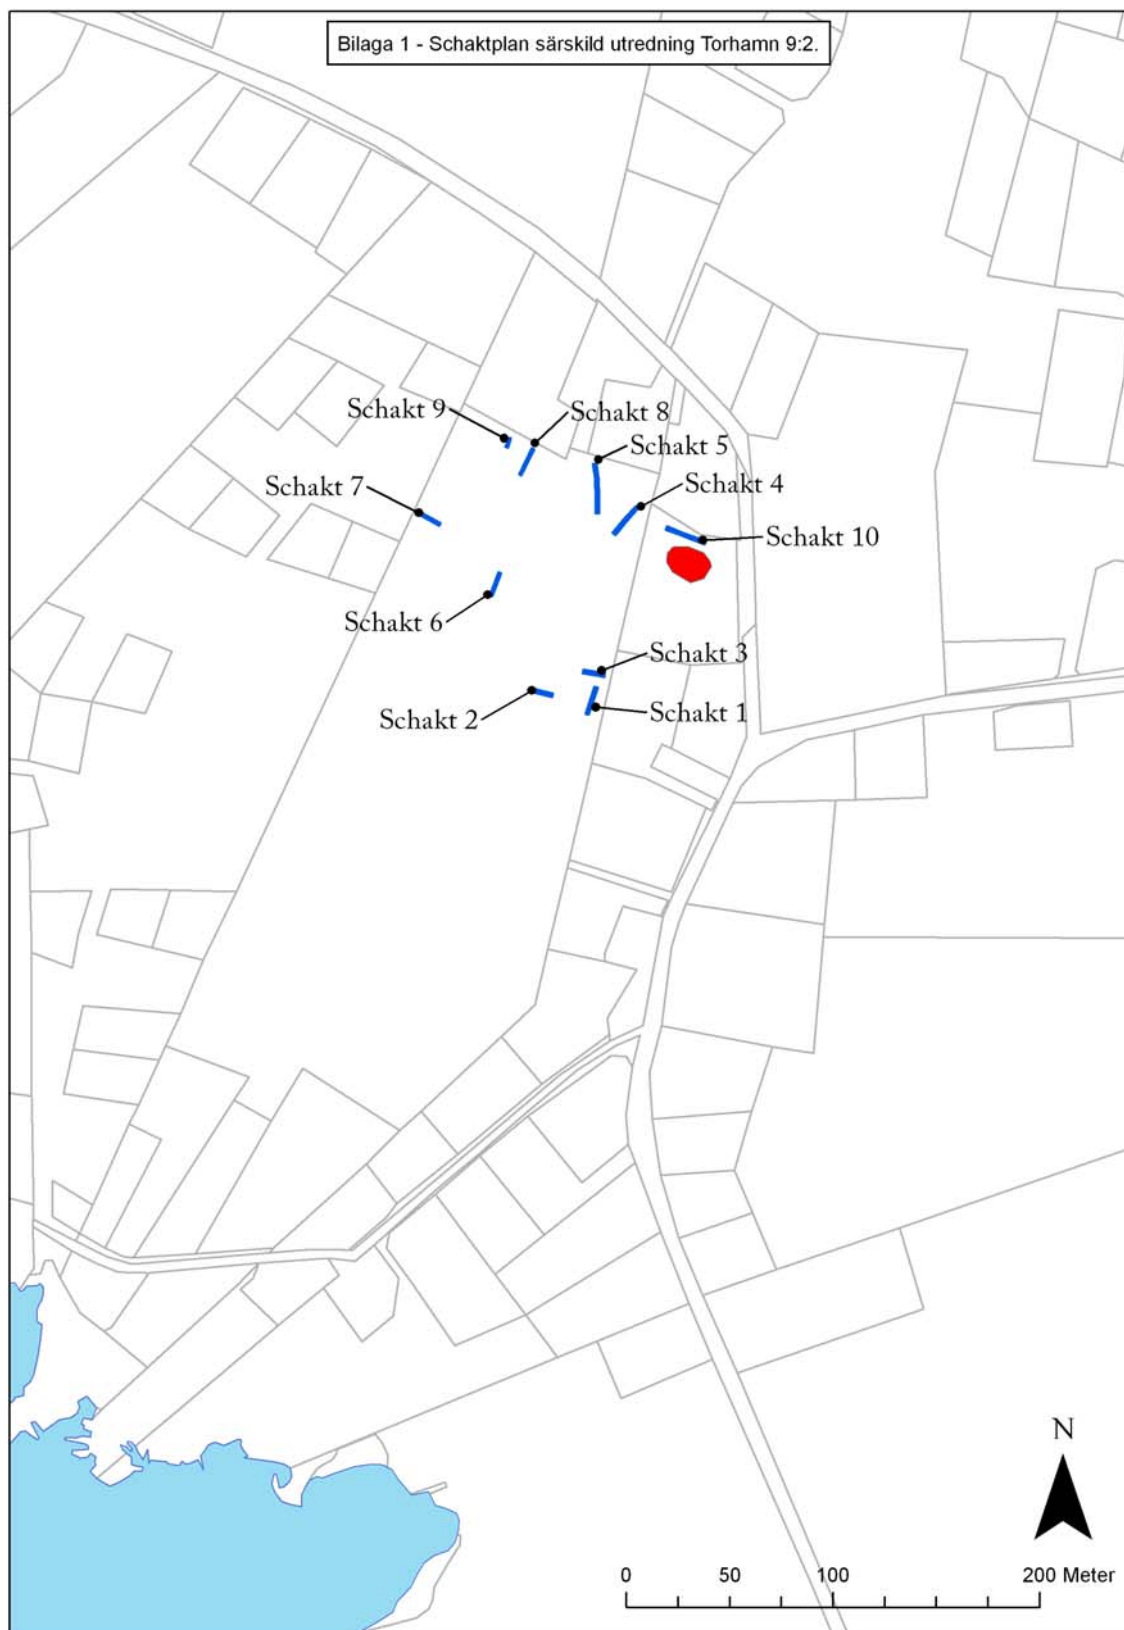 Bilaga 1 - Schaktplan särskild utredning Torhamn 9:2.
Schakt 9
Schakt 8
Schakt 5
Schakt 7
Schakt 4
Schakt 10
Schakt 6
Schakt 3
Schakt 2
Schakt 1
N
0 50 100 200 Meter